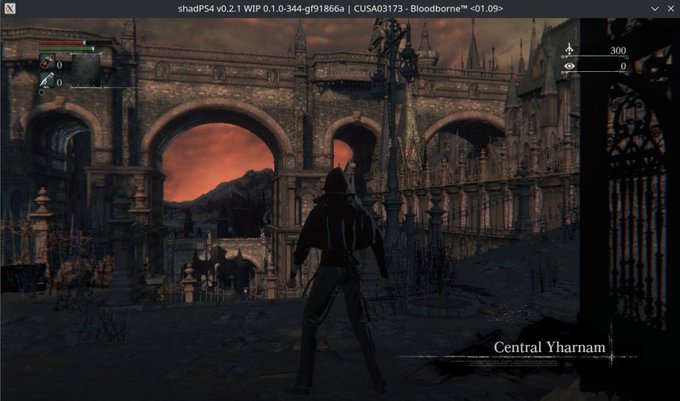 shadPS4 v0.2.1 WIP 0.1.0-344-gf91866a | CUSA03173 - Bloodborne™ <01.09>
300
0
0
0
Central Yharnam